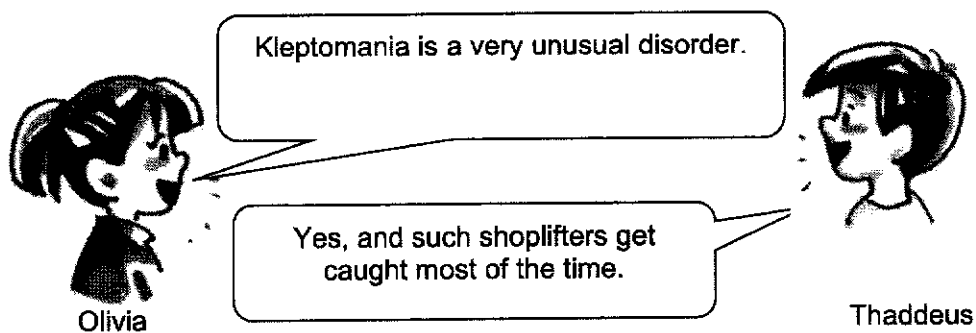 Kleptomania is a very unusual disorder.
Yes, and such shoplifters get
caught most of the time.
Olivia
Thaddeus